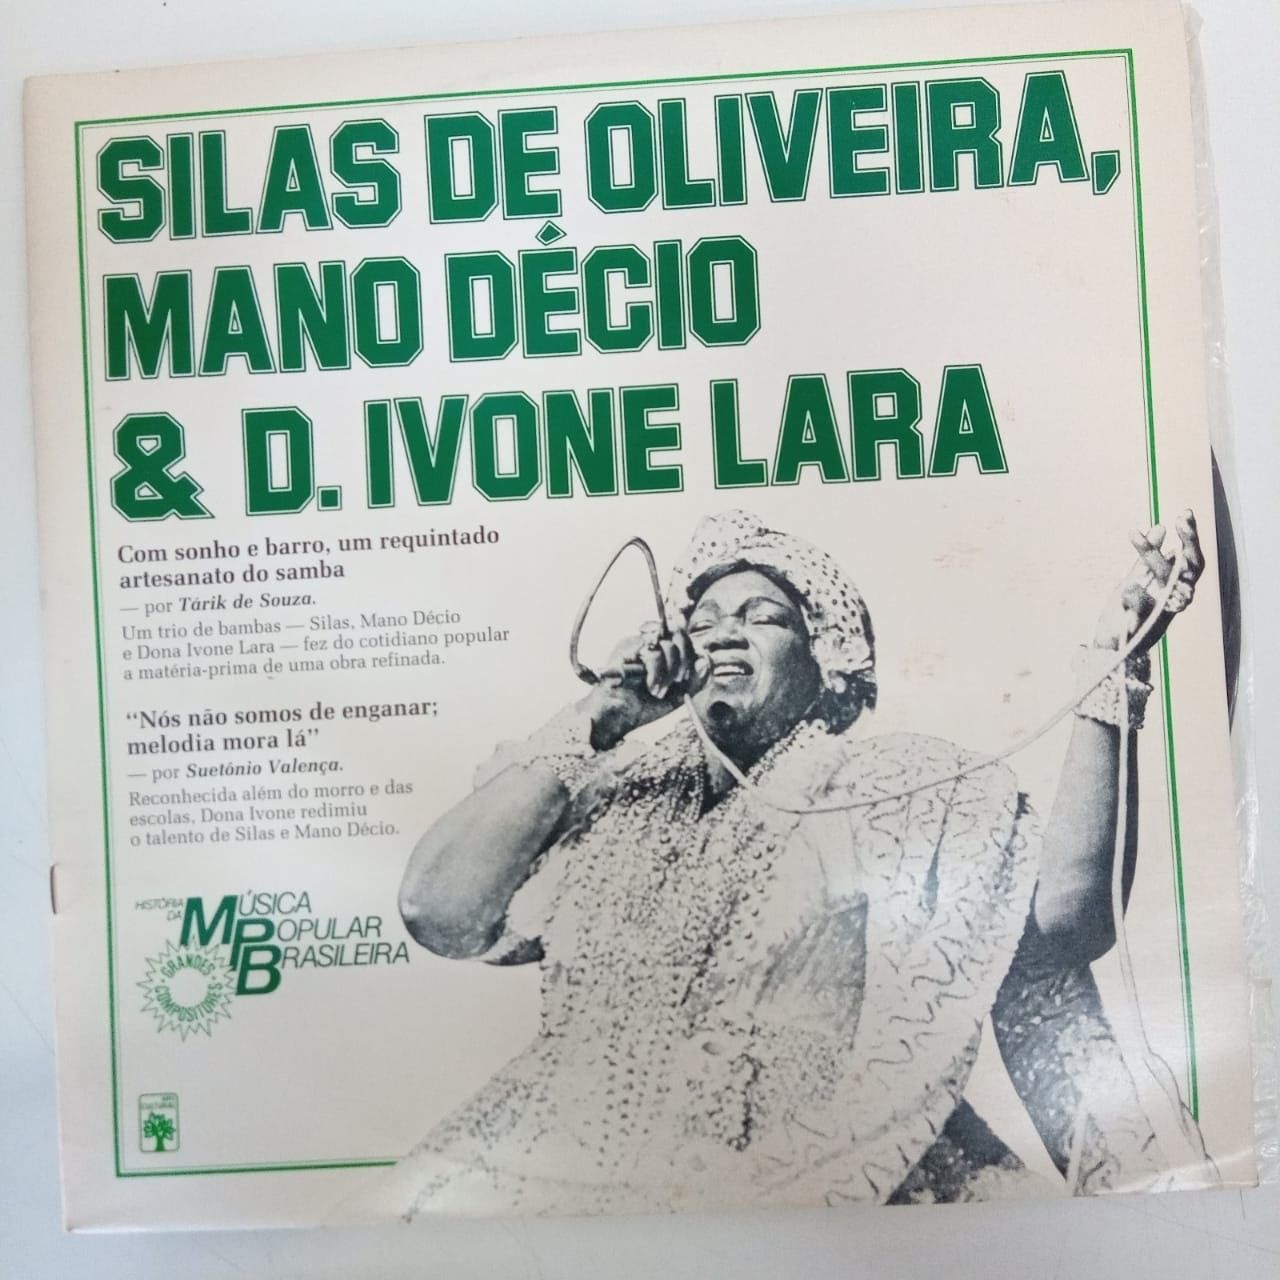 SILAS DE OLIVEIRA,
MANO DÉCIO
& D. IVONE LARA
Com sonho e barro, um requintado
artesanato do samba
— por Tárik de Souza.
Um trio de bambas — Silas, Mano Décio
e Dona Ivone Lara — fez do cotidiano popular
a matéria-prima de uma obra refinada.
“Nós não somos de enganar;
melodia mora lá”
— por Suetónio Valença.
Reconhecida além do morro e das
escolas, Dona Ivone redimiu
o talento de Silas e Mano Décio.
HISTÓRIA
DA
MÚSICA
POPULAR
BRASILEIRA
GRANDES
COMPOSITORES
ABRIL
CULTURAL